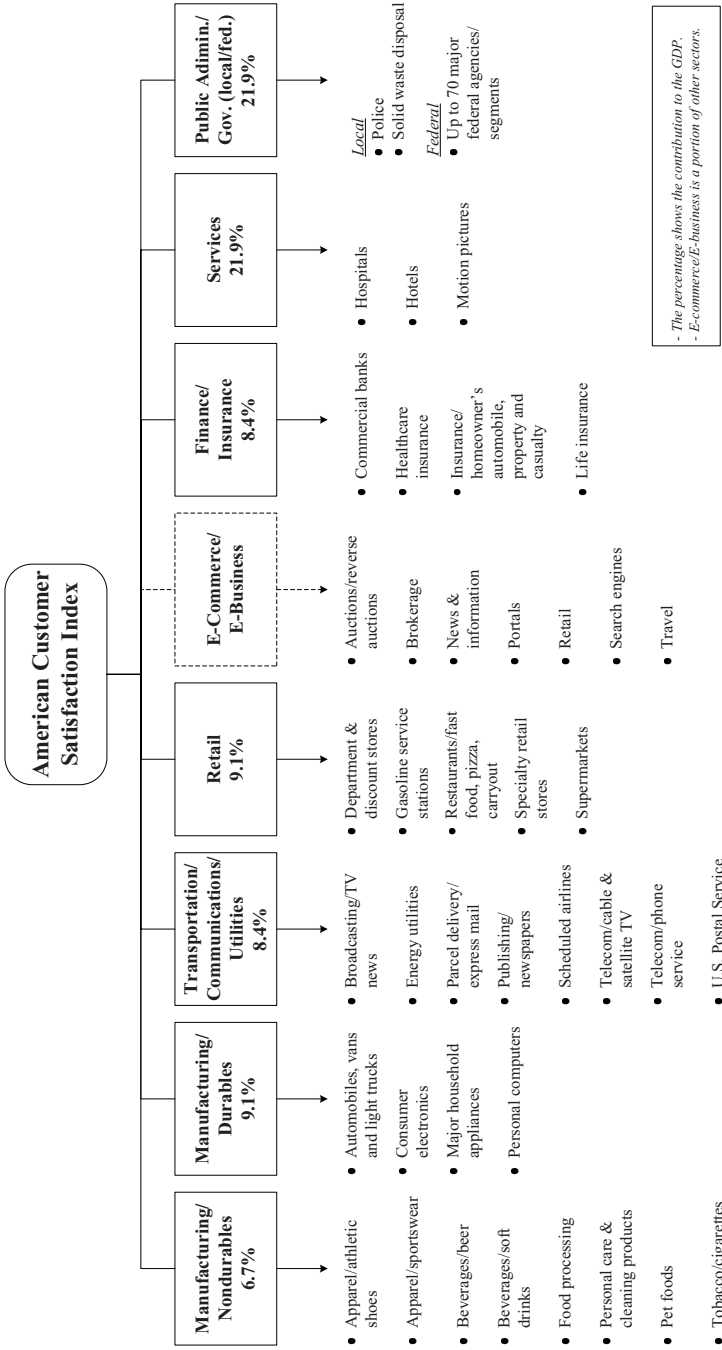 American Customer
Satisfaction Index
Manufacturing/
Nondurables
6.7%
• Apparel/athletic
shoes
• Apparel/sportswear
• Beverages/beer
• Beverages/soft
drinks
• Food processing
• Personal care &
cleaning products
• Pet foods
• Tobacco/cigarettes
Manufacturing/
Durables
9.1%
• Automobiles, vans
and light trucks
• Consumer
electronics
• Major household
appliances
• Personal computers
Transportation/
Communications/
Utilities
8.4%
• Broadcasting/TV
news
• Energy utilities
• Parcel delivery/
express mail
• Publishing/
newspapers
• Scheduled airlines
• Telecom/cable &
satellite TV
• Telecom/phone
service
• U.S. Postal Service
Retail
9.1%
• Department &
discount stores
• Gasoline service
stations
• Restaurants/fast
food, pizza,
carryout
• Specialty retail
stores
• Supermarkets
E-Commerce/
E-Business
• Auctions/reverse
auctions
• Brokerage
• News &
information
• Portals
• Retail
• Search engines
• Travel
Finance/
Insurance
8.4%
• Commercial banks
• Healthcare
insurance
• Insurance/
homeowner's
automobile,
property and
casualty
• Life insurance
Services
21.9%
• Hospitals
• Hotels
• Motion pictures
Public Adimin./
Gov. (local/fed.)
21.9%
Local
• Police
• Solid waste disposal
Federal
• Up to 70 major
federal agencies/
segments
- The percentage shows the contribution to the GDP.
- E-commerce/E-business is a portion of other sectors.